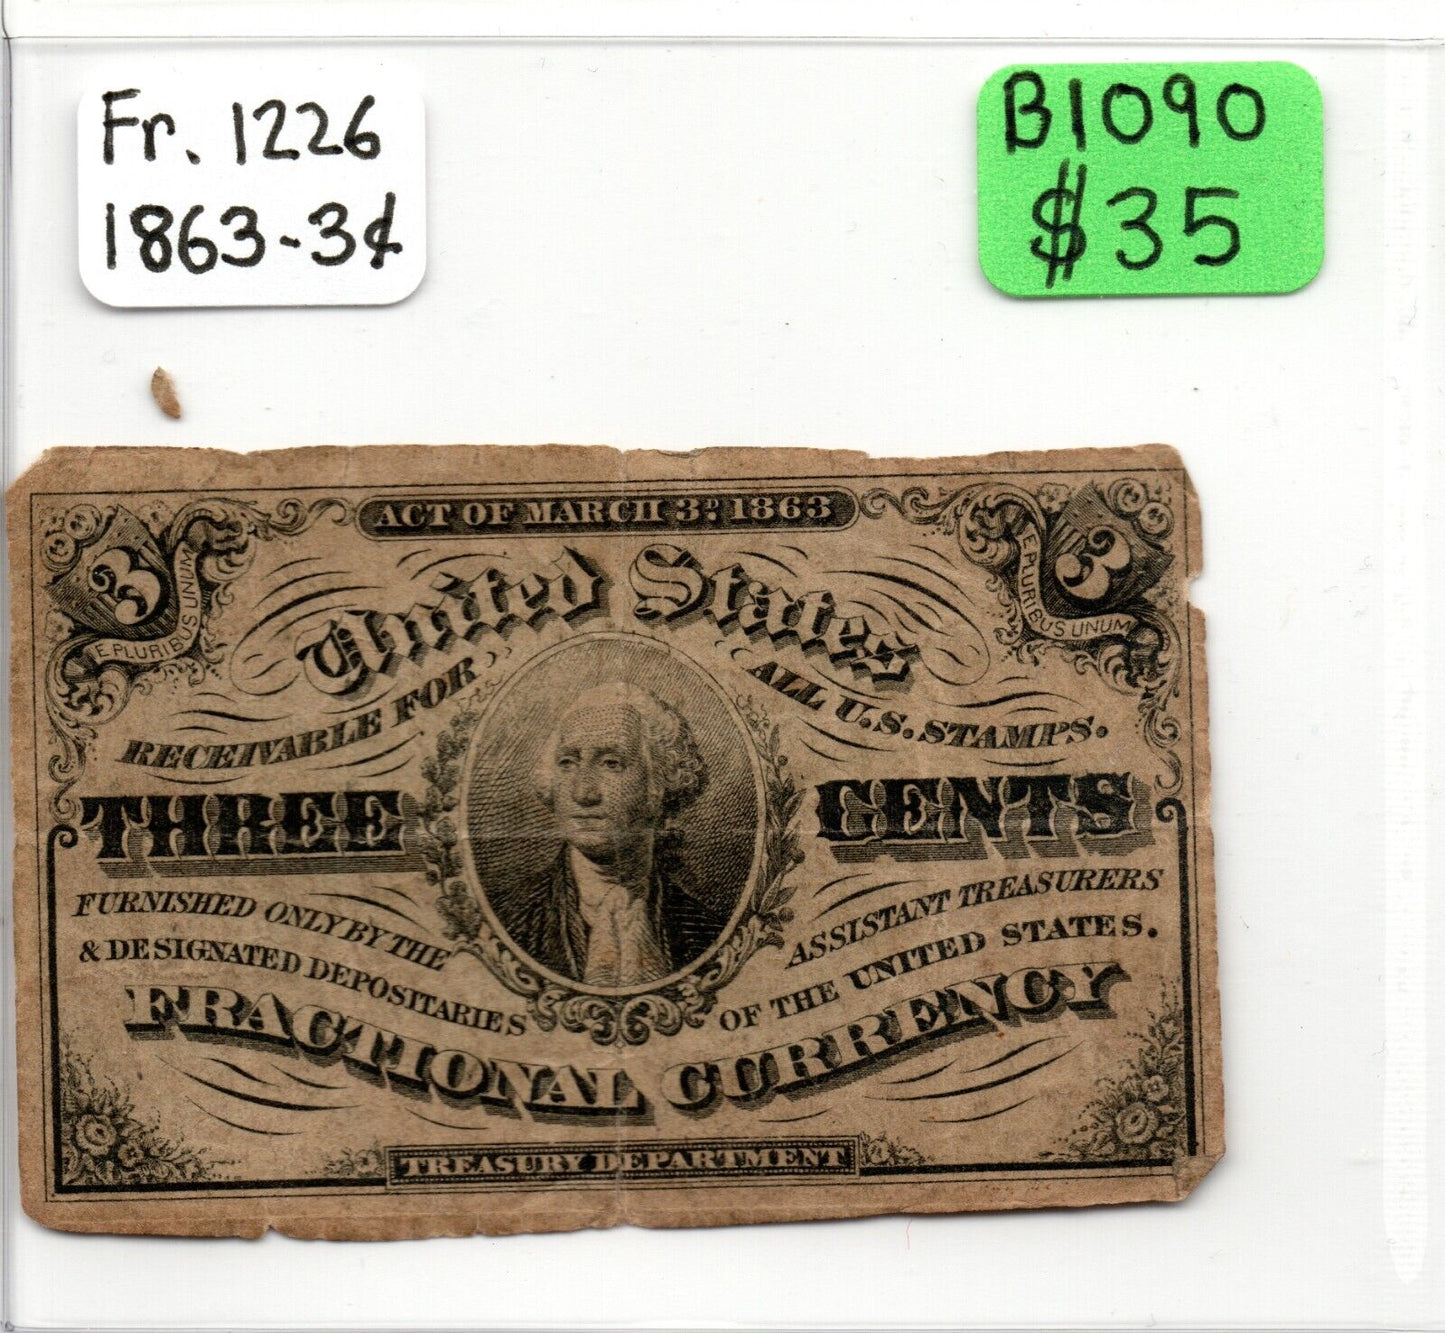 Fr. 1226
1863-3¢
B1090
$35
ACT OF MARCH 3ᴰ 1863
3
3
E PLURIBUS UNUM
E PLURIBUS UNUM
United States
RECEIVABLE FOR ALL U.S. STAMPS.
THREE CENTS
FURNISHED ONLY BY THE ASSISTANT TREASURERS
& DESIGNATED DEPOSITARIES OF THE UNITED STATES.
FRACTIONAL CURRENCY
TREASURY DEPARTMENT